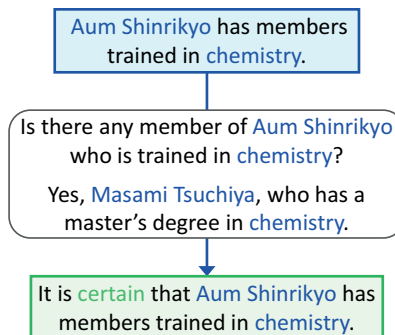 Aum Shinrikyo has members
trained in chemistry.
Is there any member of Aum Shinrikyo
who is trained in chemistry?
Yes, Masami Tsuchiya, who has a
master’s degree in chemistry.
It is certain that Aum Shinrikyo has
members trained in chemistry.